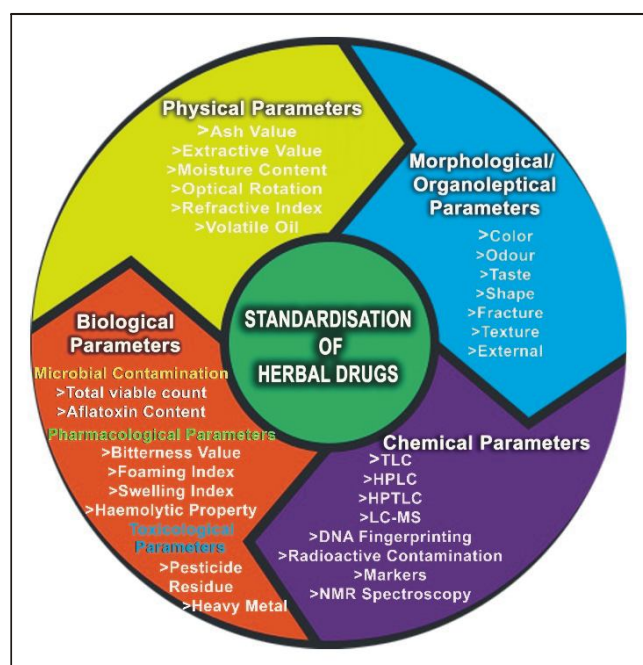 Physical Parameters
>Ash Value
>Extractive Value
>Moisture Content
>Optical Rotation
>Refractive Index
>Volatile Oil
Morphological/
Organoleptical
Parameters
>Color
>Odour
>Taste
>Shape
>Fracture
>Texture
>External
STANDARDISATION
OF
HERBAL DRUGS
Biological
Parameters
Microbial Contamination
>Total viable count
>Aflatoxin Content
Pharmacological Parameters
>Bitterness Value
>Foaming Index
>Swelling Index
>Haemolytic Property
Toxicological
Parameters
>Pesticide
Residue
>Heavy Metal
Chemical Parameters
>TLC
>HPLC
>HPTLC
>LC-MS
>DNA Fingerprinting
>Radioactive Contamination
>Markers
>NMR Spectroscopy